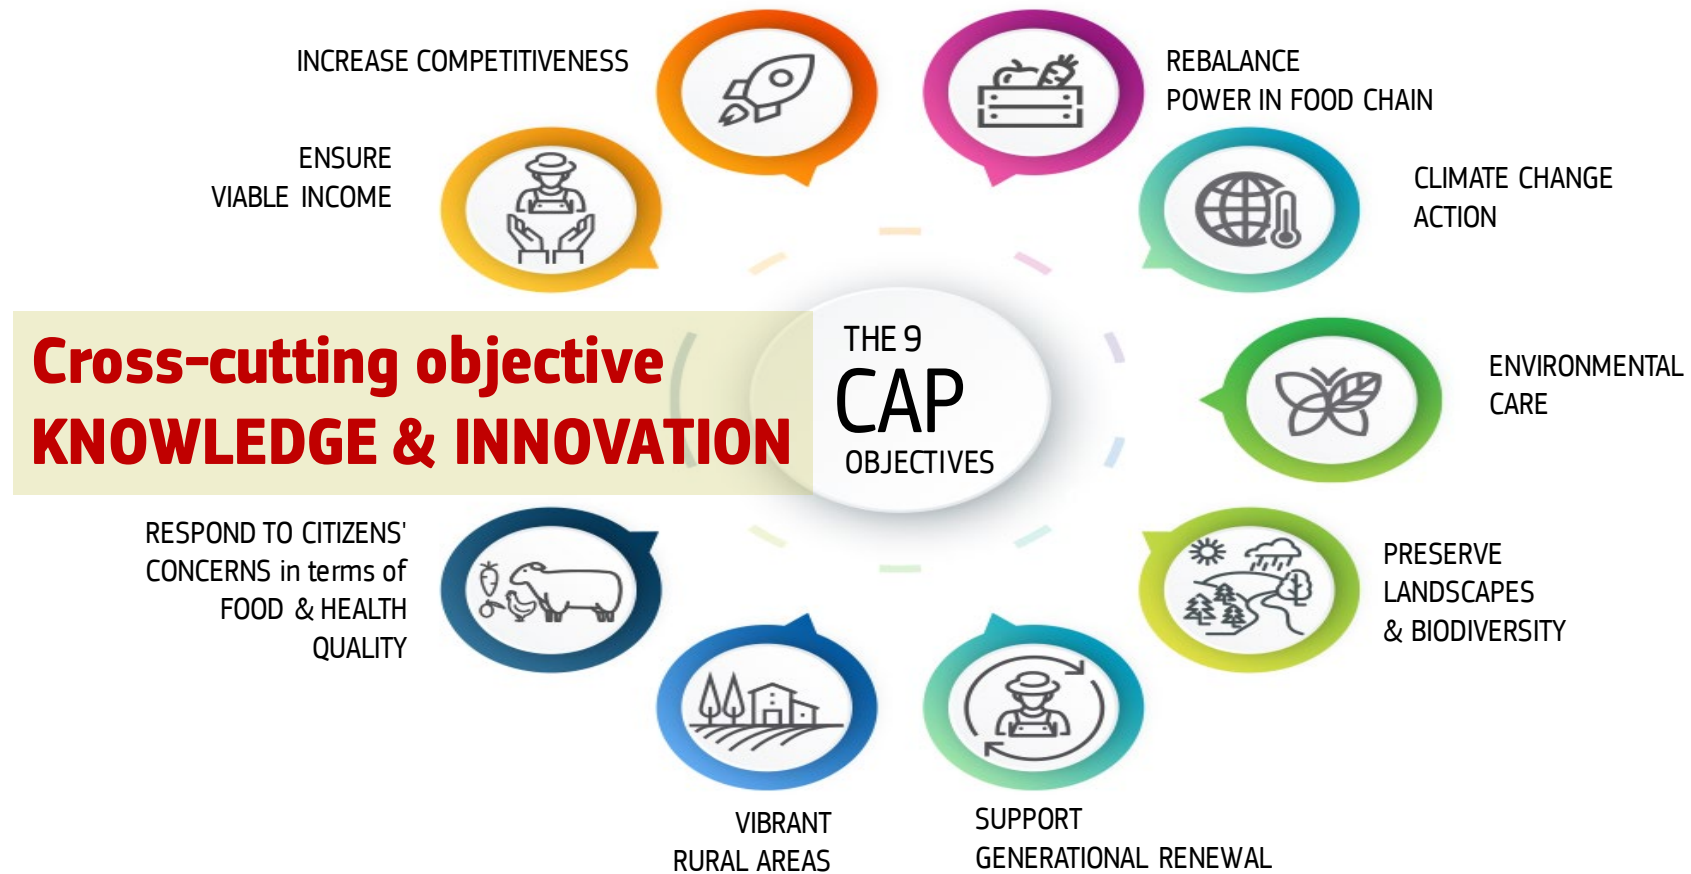 INCREASE COMPETITIVENESS
REBALANCE
POWER IN FOOD CHAIN
ENSURE
VIABLE INCOME
CLIMATE CHANGE
ACTION
Cross-cutting objective
KNOWLEDGE & INNOVATION
THE 9
CAP
OBJECTIVES
ENVIRONMENTAL
CARE
RESPOND TO CITIZENS'
CONCERNS in terms of
FOOD & HEALTH
QUALITY
PRESERVE
LANDSCAPES
& BIODIVERSITY
VIBRANT
RURAL AREAS
SUPPORT
GENERATIONAL RENEWAL